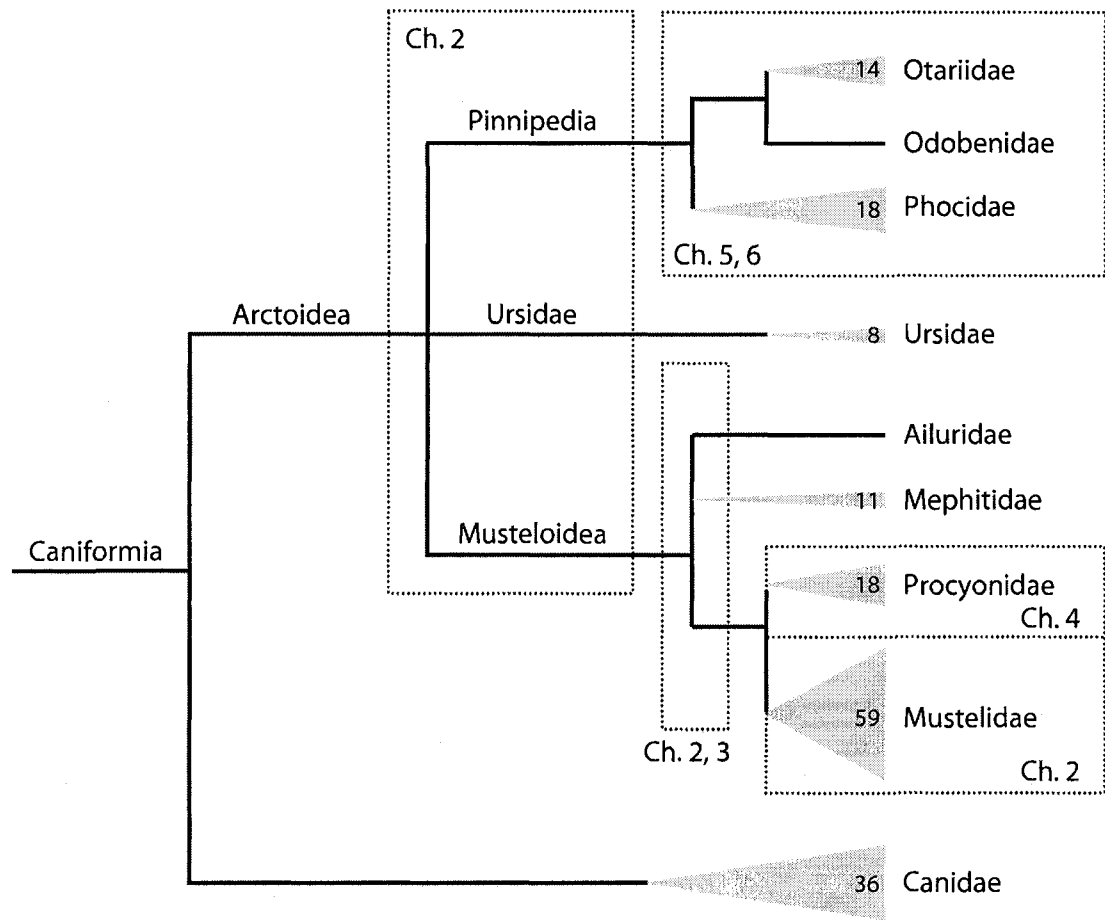 Ch. 2
14 Otariidae
Pinnipedia
Odobenidae
18 Phocidae
Ch. 5, 6
Arctoidea
Ursidae
8 Ursidae
Ailuridae
11 Mephitidae
Musteloidea
Caniformia
18 Procyonidae
Ch. 4
59 Mustelidae
Ch. 2, 3
Ch. 2
36 Canidae